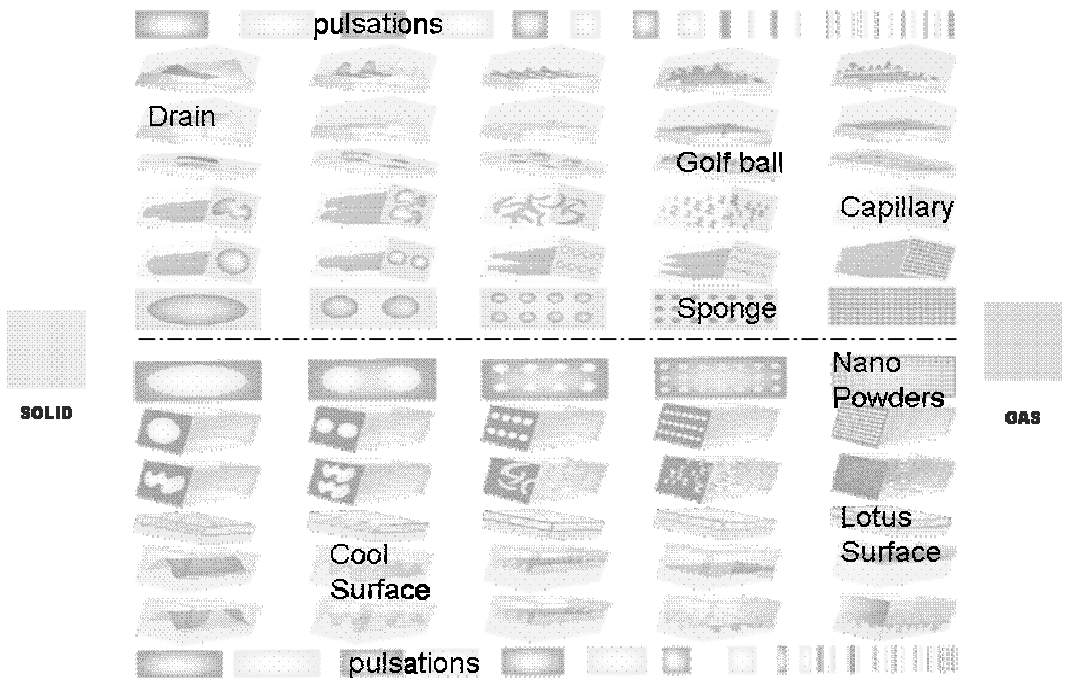 pulsations
Drain
Golf ball
Capillary
Sponge
SOLID
Nano
Powders
GAS
Lotus
Surface
Cool
Surface
pulsations